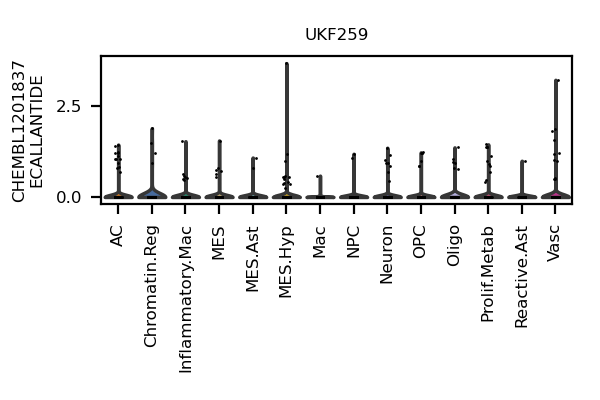 UKF259
CHEMBL1201837
ECALLANTIDE
2.5
0.0
AC
Chromatin.Reg
Inflammatory.Mac
MES
MES.Ast
MES.Hyp
Mac
NPC
Neuron
OPC
Oligo
Prolif.Metab
Reactive.Ast
Vasc